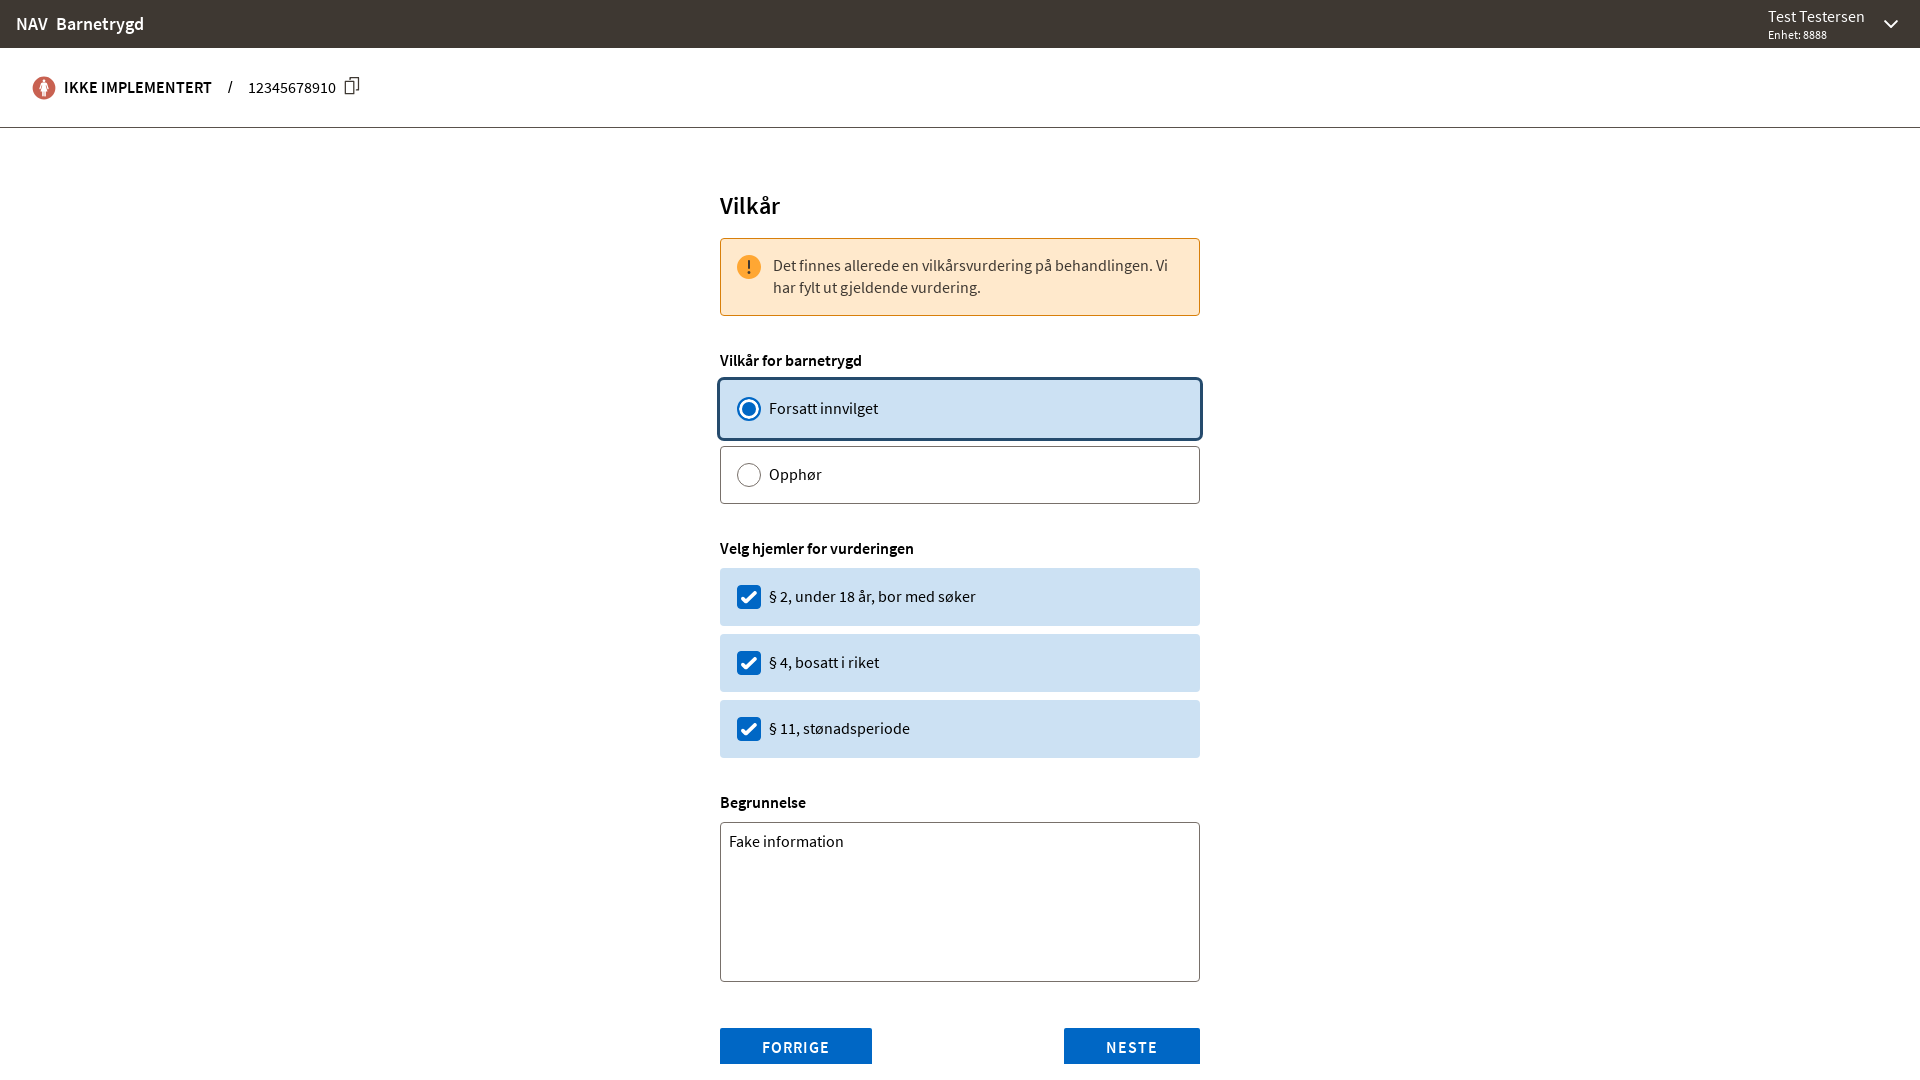 NAV Barnetrygd
Test Testersen
Enhet: 8888
IKKE IMPLEMENTERT / 12345678910
Vilkår
Det finnes allerede en vilkårsvurdering på behandlingen. Vi
har fylt ut gjeldende vurdering.
Vilkår for barnetrygd
Forsatt innvilget
Opphør
Velg hjemler for vurderingen
§ 2, under 18 år, bor med søker
§ 4, bosatt i riket
§ 11, stønadsperiode
Begrunnelse
Fake information
FORRIGE
NESTE